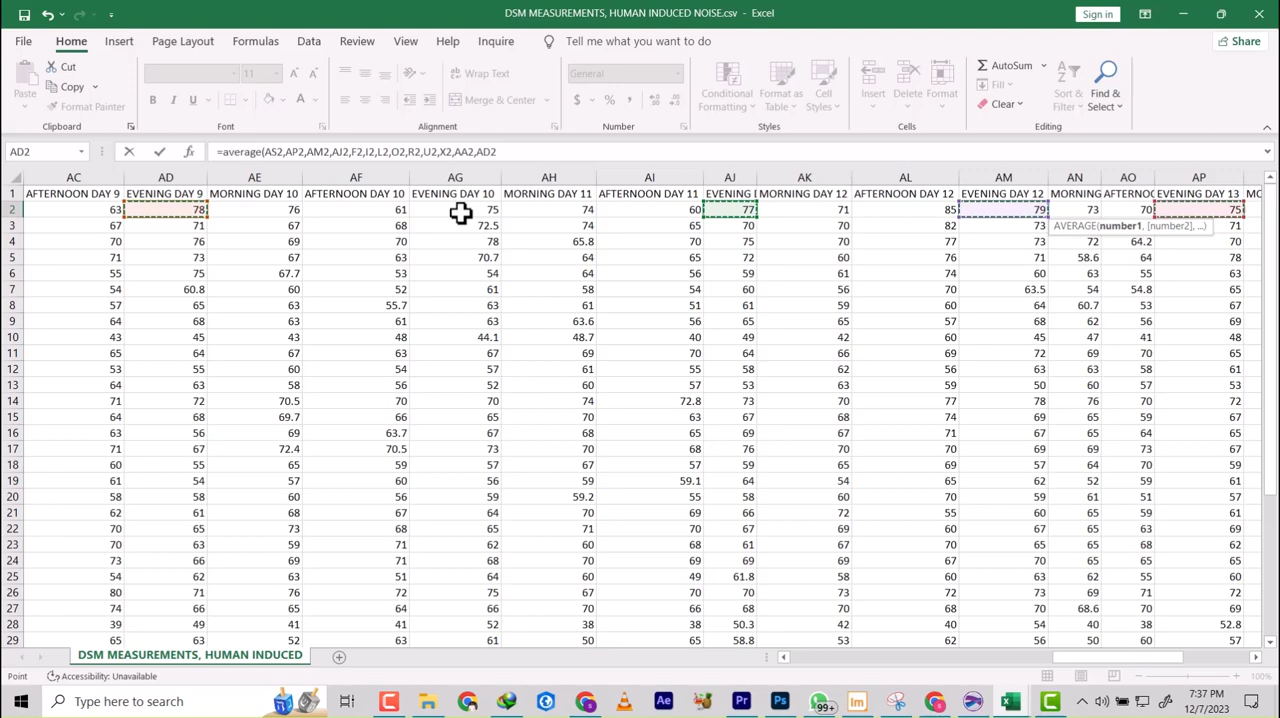 DSM MEASUREMENTS, HUMAN INDUCED NOISE.csv - Excel
Sign in
File Home Insert Page Layout Formulas Data Review View Help Inquire Tell me what you want to do Share
Paste Cut Copy Format Painter
11 Wrap Text Merge & Center General
Conditional Formatting Format as Table Cell Styles Insert Delete Format
AutoSum Fill Clear Sort & Filter Find & Select
Clipboard Font Alignment Number Styles Cells Editing
AD2 =average(AS2,AP2,AM2,AJ2,F2,I2,L2,O2,R2,U2,X2,AA2,AD2
AC AD AE AF AG AH AI AJ AK AL AM AN AO AP
1 AFTERNOON DAY 9 EVENING DAY 9 MORNING DAY 10 AFTERNOON DAY 10 EVENING DAY 10 MORNING DAY 11 AFTERNOON DAY 11 EVENING D MORNING DAY 12 AFTERNOON DAY 12 EVENING DAY 12 MORNING AFTERNOO EVENING DAY 13 MO
2 63 78 76 61 75 74 60 77 71 85 79 73 70 75
3 67 71 67 68 72.5 74 65 70 70 82 73 71
AVERAGE(number1, [number2], ...)
4 70 76 69 70 78 65.8 70 75 70 77 73 72 64.2 70
5 71 73 67 67 70.7 64 65 72 60 76 71 58.6 64 78
6 55 75 67.7 53 54 64 56 59 61 74 60 63 55 63
7 54 60.8 60 52 61 58 54 60 56 70 63.5 54 54.8 65
8 57 65 63 55.7 63 61 51 61 59 60 64 60.7 53 67
9 64 68 63 61 63 63.6 56 65 65 57 68 62 56 69
10 43 45 43 48 44.1 48.7 40 49 42 60 45 47 41 48
11 65 64 67 63 67 69 70 64 66 69 72 69 70 65
12 53 55 60 54 57 61 55 58 62 56 63 63 58 61
13 64 63 58 56 52 60 57 53 63 59 50 60 57 53
14 71 72 70.5 70 70 74 72.8 73 70 77 78 76 70 72
15 64 68 69.7 66 65 70 63 67 68 74 69 65 59 67
16 63 56 69 63.7 67 68 65 70 67 71 67 65 64 65
17 71 67 72.4 70.5 73 70 68 76 70 69 70 69 73 67
18 60 55 65 59 57 67 57 59 65 69 57 64 70 59
19 61 54 57 60 59 57 59.1 64 54 65 62 52 59 61
20 58 58 60 56 59 59.2 55 58 60 70 59 61 51 57
21 61 67 62 60 64 70 69 66 72 55 60 65 59 61
22 70 65 73 68 65 71 70 67 69 60 67 65 69 63
23 70 63 59 71 62 60 68 61 67 70 65 65 68 62
24 73 66 69 71 68 69 66 69 69 67 70 65 55 65
25 54 62 63 51 64 60 49 61.8 58 60 63 62 55 60
26 80 71 76 72 75 67 70 70 73 72 73 69 71 72
27 74 66 65 64 66 70 66 68 70 68 70 68.6 70 69
28 39 49 41 41 52 38 38 50.3 42 40 54 40 38 52.8
29 65 63 52 63 61 50 65 58.8 53 62 56 50 60 57
DSM MEASUREMENTS, HUMAN INDUCED
Point Accessibility: Unavailable 100%
Type here to search 99+ 7:37 PM
12/7/2023